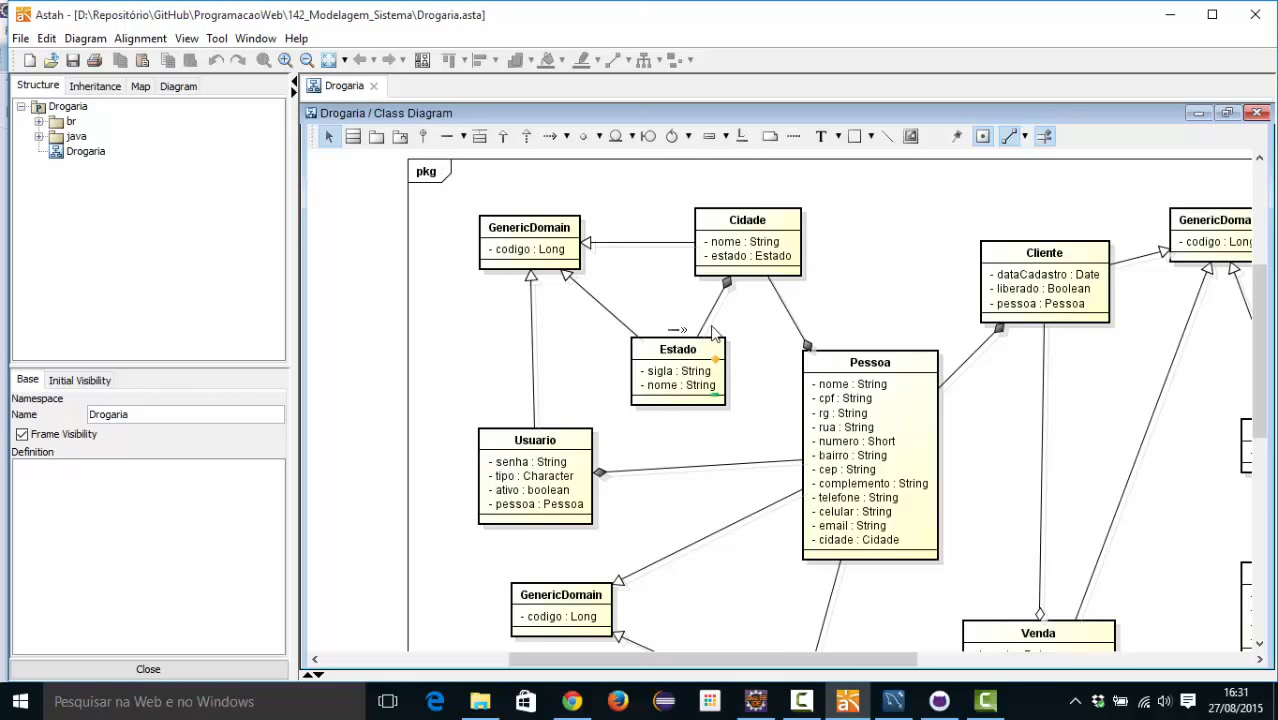 Astah - [D:\Repositório\GitHub\ProgramacaoWeb\142_Modelagem_Sistema\Drogaria.asta]
File Edit Diagram Alignment View Tool Window Help
Structure Inheritance Map Diagram
Drogaria
br
java
Drogaria
Base Initial Visibility
Namespace
Name Drogaria
Frame Visibility
Definition
Close
Drogaria
Drogaria / Class Diagram
T
pkg
GenericDomain
- codigo : Long
Cidade
- nome : String
- estado : Estado
Estado
- sigla : String
- nome : String
Usuario
- senha : String
- tipo : Character
- ativo : boolean
- pessoa : Pessoa
Pessoa
- nome : String
- cpf : String
- rg : String
- rua : String
- numero : Short
- bairro : String
- cep : String
- complemento : String
- telefone : String
- celular : String
- email : String
- cidade : Cidade
Cliente
- dataCadastro : Date
- liberado : Boolean
- pessoa : Pessoa
GenericDoma
- codigo : Long
GenericDomain
- codigo : Long
Venda
Pesquisar na Web e no Windows
16:31
27/08/2015